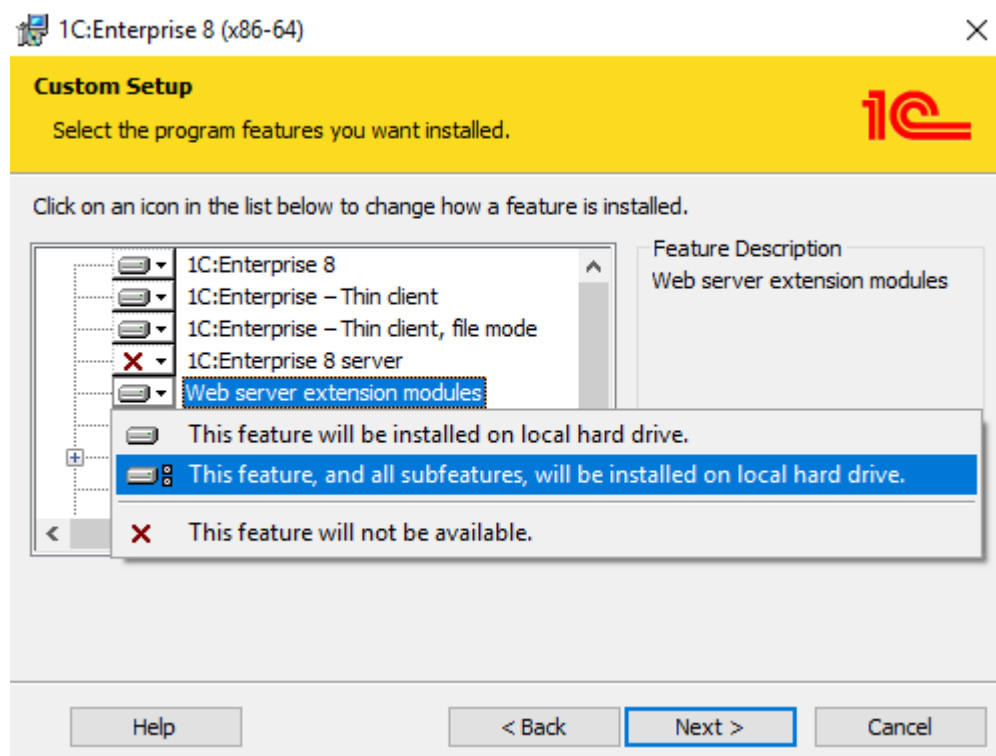 1C:Enterprise 8 (x86-64)
Custom Setup
Select the program features you want installed.
1C
Click on an icon in the list below to change how a feature is installed.
1C:Enterprise 8
1C:Enterprise – Thin client
1C:Enterprise – Thin client, file mode
1C:Enterprise 8 server
Web server extension modules
Feature Description
Web server extension modules
This feature will be installed on local hard drive.
This feature, and all subfeatures, will be installed on local hard drive.
This feature will not be available.
Help
< Back
Next >
Cancel